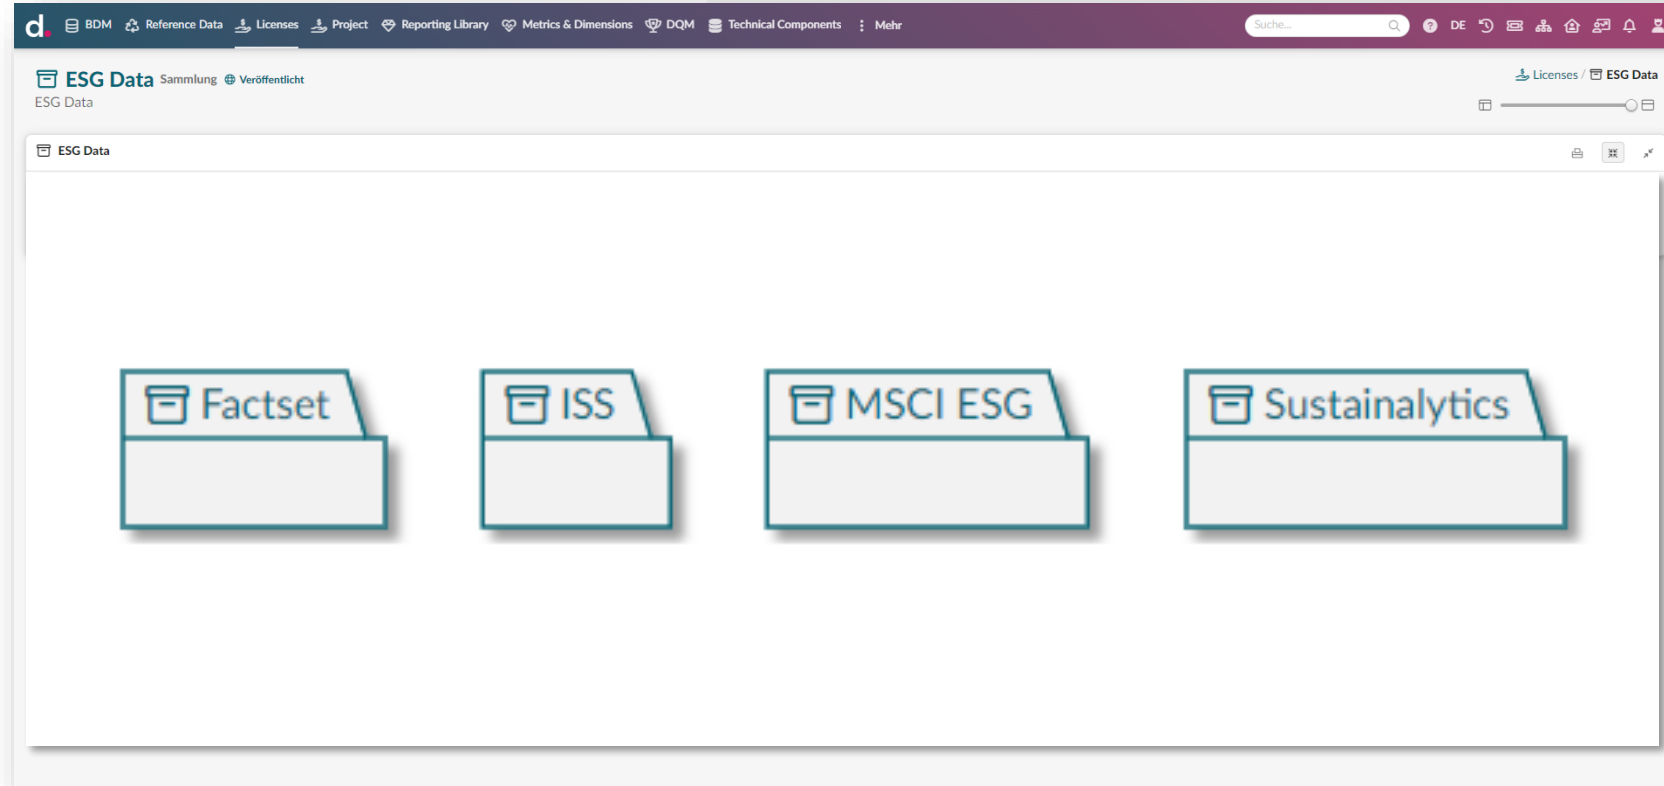 d. BDM Reference Data Licenses Project Reporting Library Metrics & Dimensions DQM Technical Components Mehr Suche... DE
ESG Data Sammlung Veröffentlicht
Licenses / ESG Data
ESG Data
ESG Data
Factset ISS MSCI ESG Sustainalytics